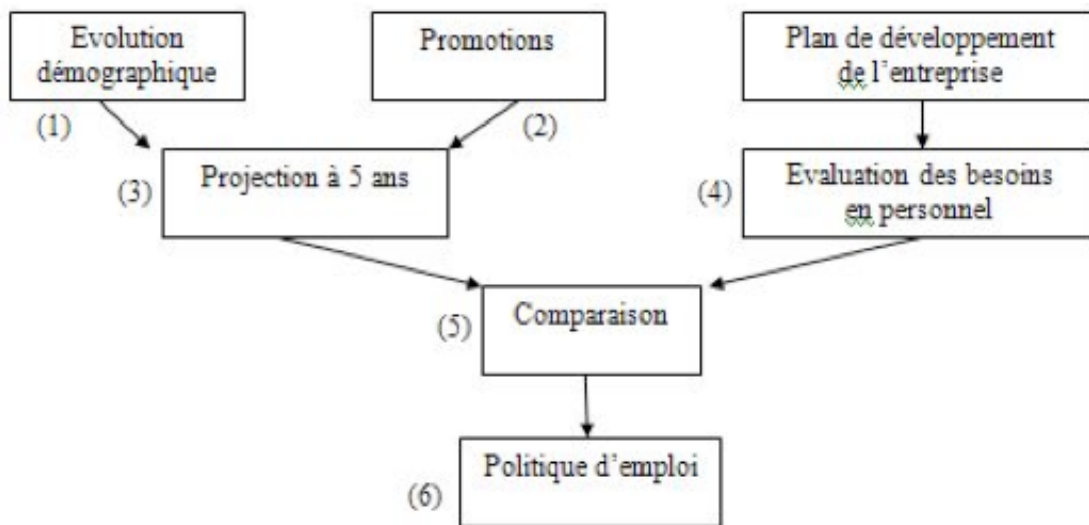 Evolution
démographique
Promotions
Plan de développement
de l'entreprise
(1)
(2)
(3)
Projection à 5 ans
(4)
Evaluation des besoins
en personnel
(5)
Comparaison
(6)
Politique d'emploi